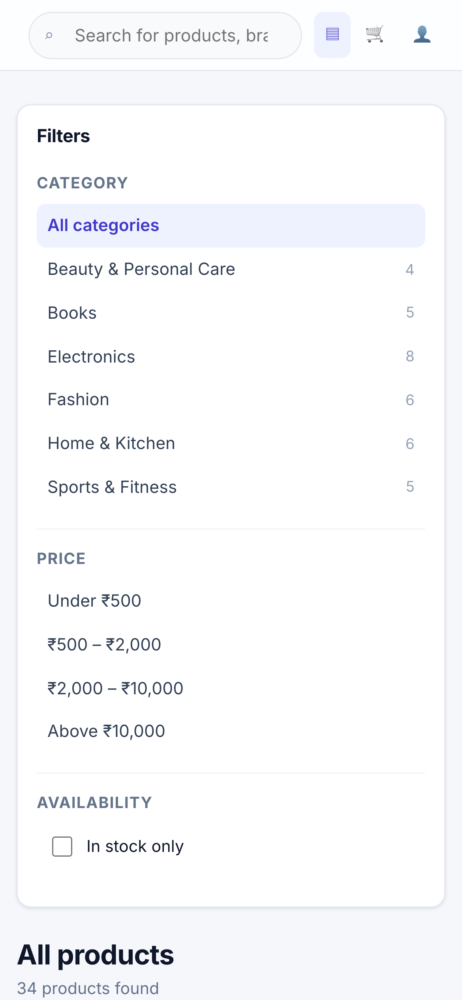 Search for products, bra
Filters
CATEGORY
All categories
Beauty & Personal Care 4
Books 5
Electronics 8
Fashion 6
Home & Kitchen 6
Sports & Fitness 5
PRICE
Under ₹500
₹500 – ₹2,000
₹2,000 – ₹10,000
Above ₹10,000
AVAILABILITY
In stock only
All products
34 products found